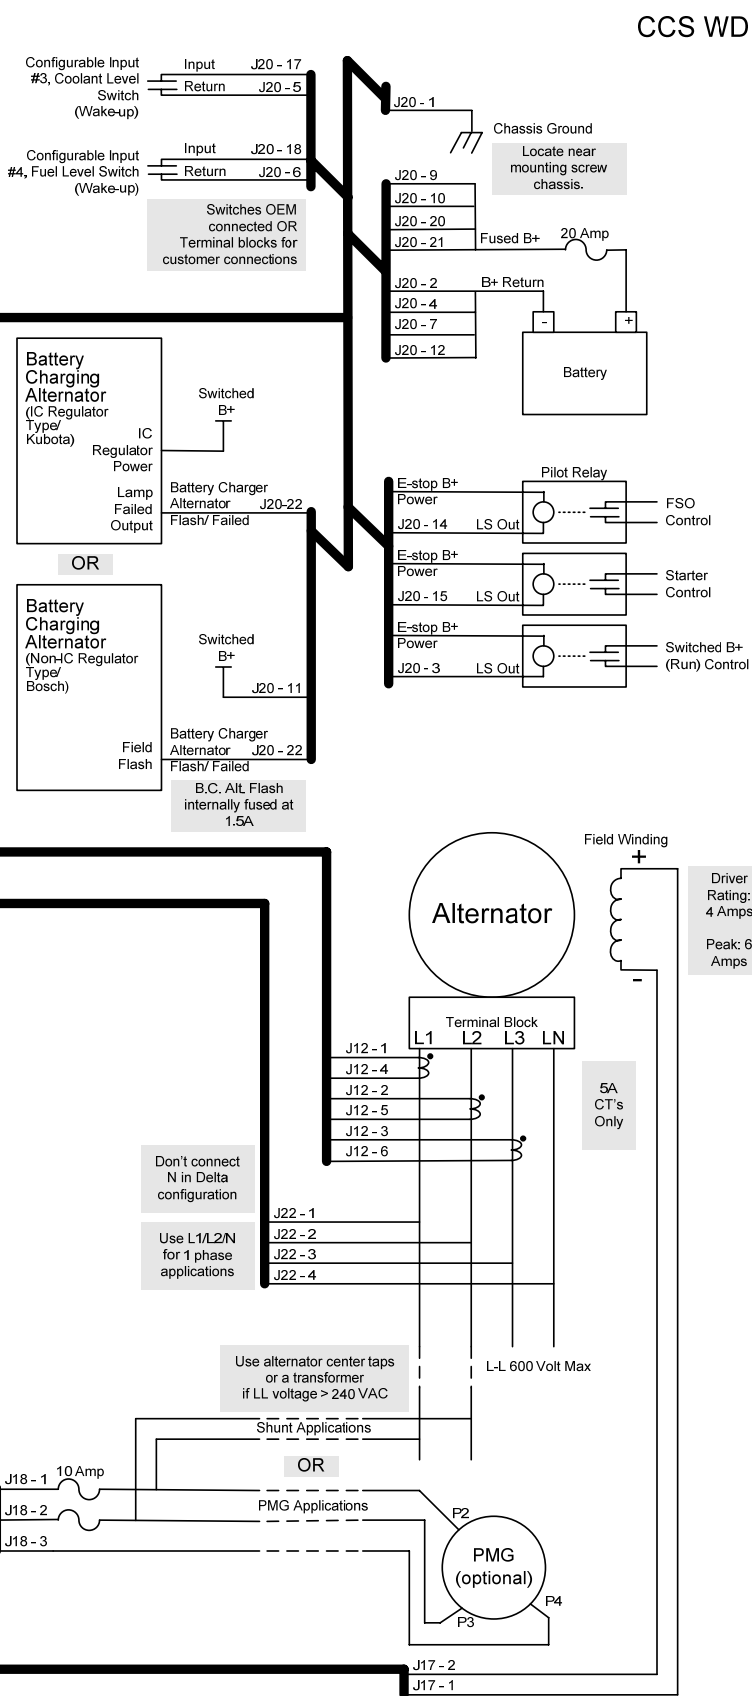 CCS WD
Configurable Input
#3, Coolant Level
Switch
(Wake-up)
Input
J20 - 17
Return
J20 - 5
Configurable Input
#4, Fuel Level Switch
(Wake-up)
Input
J20 - 18
Return
J20 - 6
Switches OEM
connected OR
Terminal blocks for
customer connections
J20 - 1
Chassis Ground
Locate near
mounting screw
chassis.
J20 - 9
J20 - 10
J20 - 20
J20 - 21
Fused B+
20 Amp
J20 - 2
B+ Return
J20 - 4
J20 - 7
J20 - 12
-
+
Battery
Battery
Charging
Alternator
(IC Regulator
Type/
Kubota)
IC
Regulator
Power
Lamp
Failed
Output
Switched
B+
Battery Charger
Alternator
J20-22
Flash/ Failed
OR
Battery
Charging
Alternator
(Non-IC Regulator
Type/
Bosch)
Field
Flash
Switched
B+
J20 - 11
Battery Charger
Alternator
J20 - 22
Flash/ Failed
B.C. Alt. Flash
internally fused at
1.5A
Pilot Relay
E-stop B+
Power
J20 - 14
LS Out
FSO
Control
E-stop B+
Power
J20 - 15
LS Out
Starter
Control
E-stop B+
Power
J20 - 3
LS Out
Switched B+
(Run) Control
Alternator
Field Winding
+
-
Driver
Rating:
4 Amps
Peak: 6
Amps
Terminal Block
L1 L2 L3 LN
J12 - 1
J12 - 4
J12 - 2
J12 - 5
J12 - 3
J12 - 6
5A
CT's
Only
Don't connect
N in Delta
configuration
Use L1/L2/N
for 1 phase
applications
J22 - 1
J22 - 2
J22 - 3
J22 - 4
Use alternator center taps
or a transformer
if LL voltage > 240 VAC
L-L 600 Volt Max
Shunt Applications
OR
J18 - 1
10 Amp
J18 - 2
PMG Applications
J18 - 3
P2
PMG
(optional)
P4
P3
J17 - 2
J17 - 1